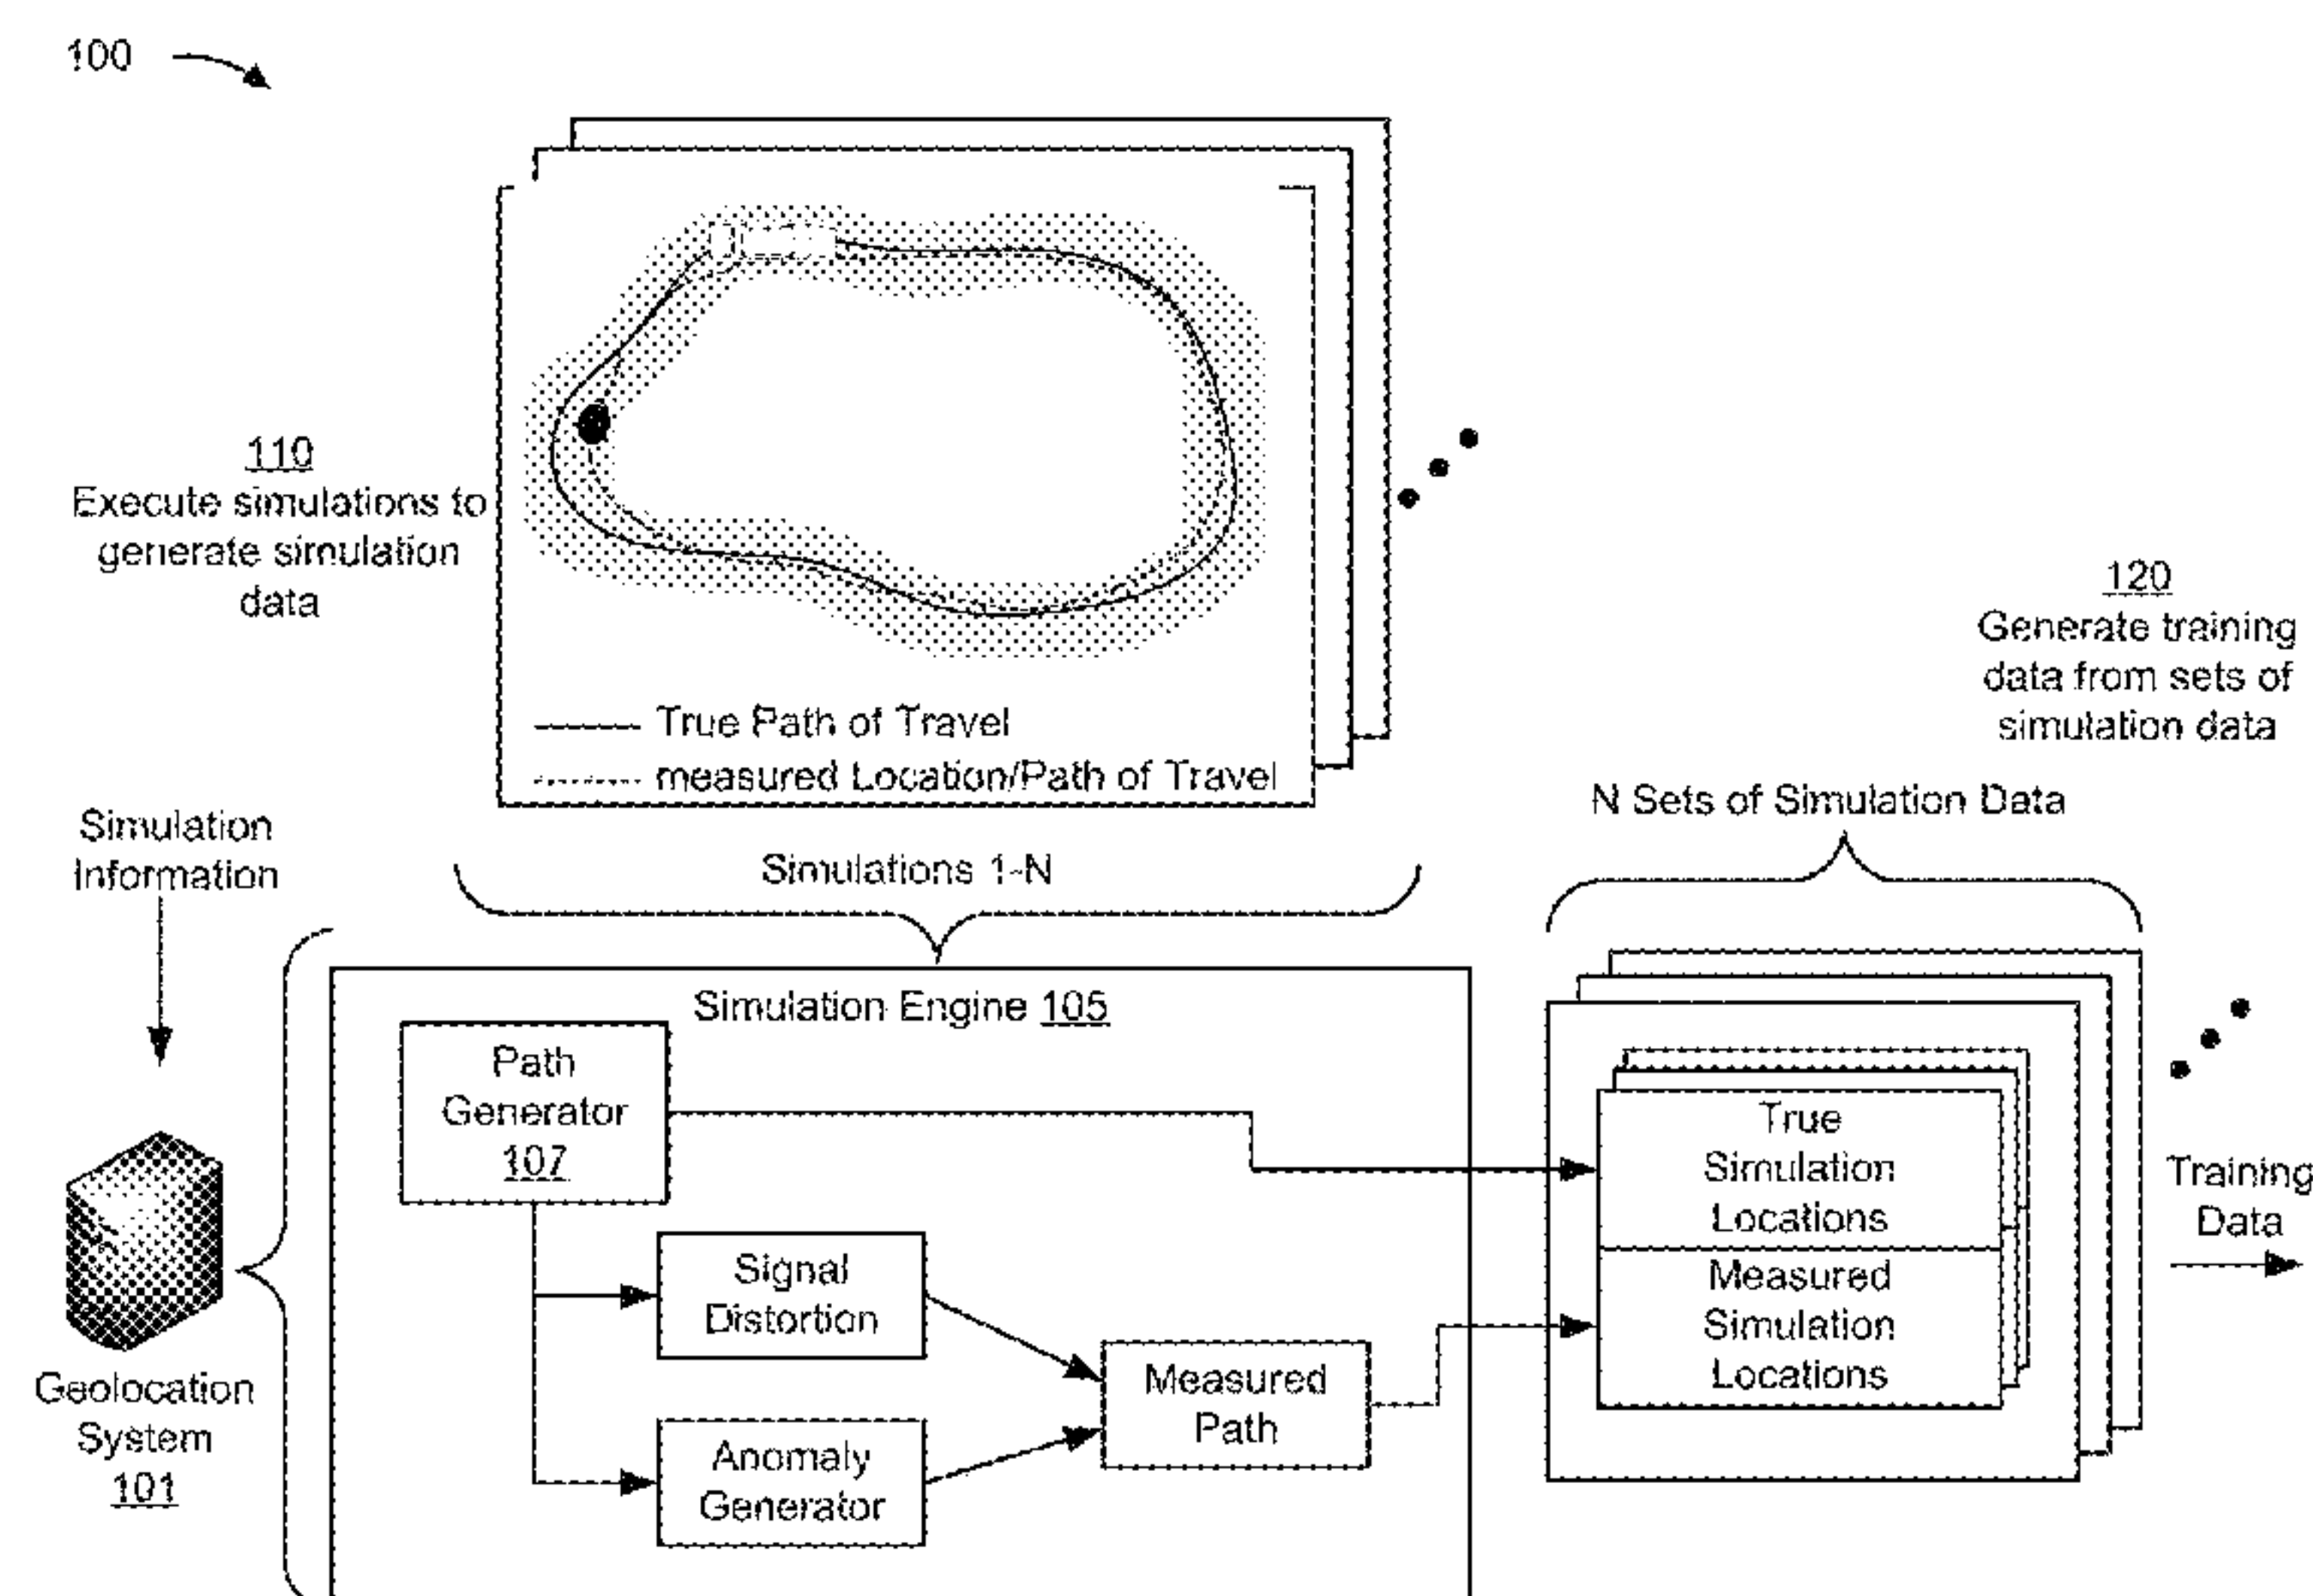 100
110
Execute simulations to
generate simulation
data
True Path of Travel
measured Location/Path of Travel
120
Generate training
data from sets of
simulation data
Simulation
Information
Simulations 1-N
N Sets of Simulation Data
Simulation Engine 105
Path
Generator
107
Signal
Distortion
Anomaly
Generator
Measured
Path
True
Simulation
Locations
Measured
Simulation
Locations
Training
Data
Geolocation
System
101